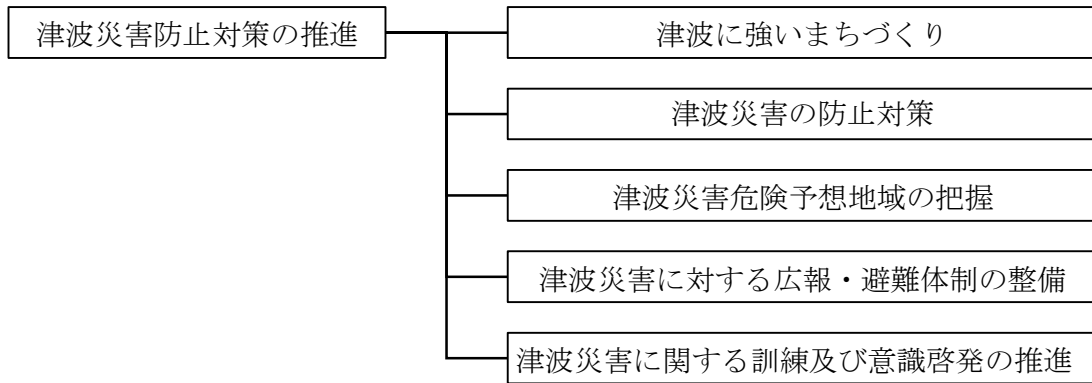 津波災害防止対策の推進
津波に強いまちづくり
津波災害の防止対策
津波災害危険予想地域の把握
津波災害に対する広報・避難体制の整備
津波災害に関する訓練及び意識啓発の推進